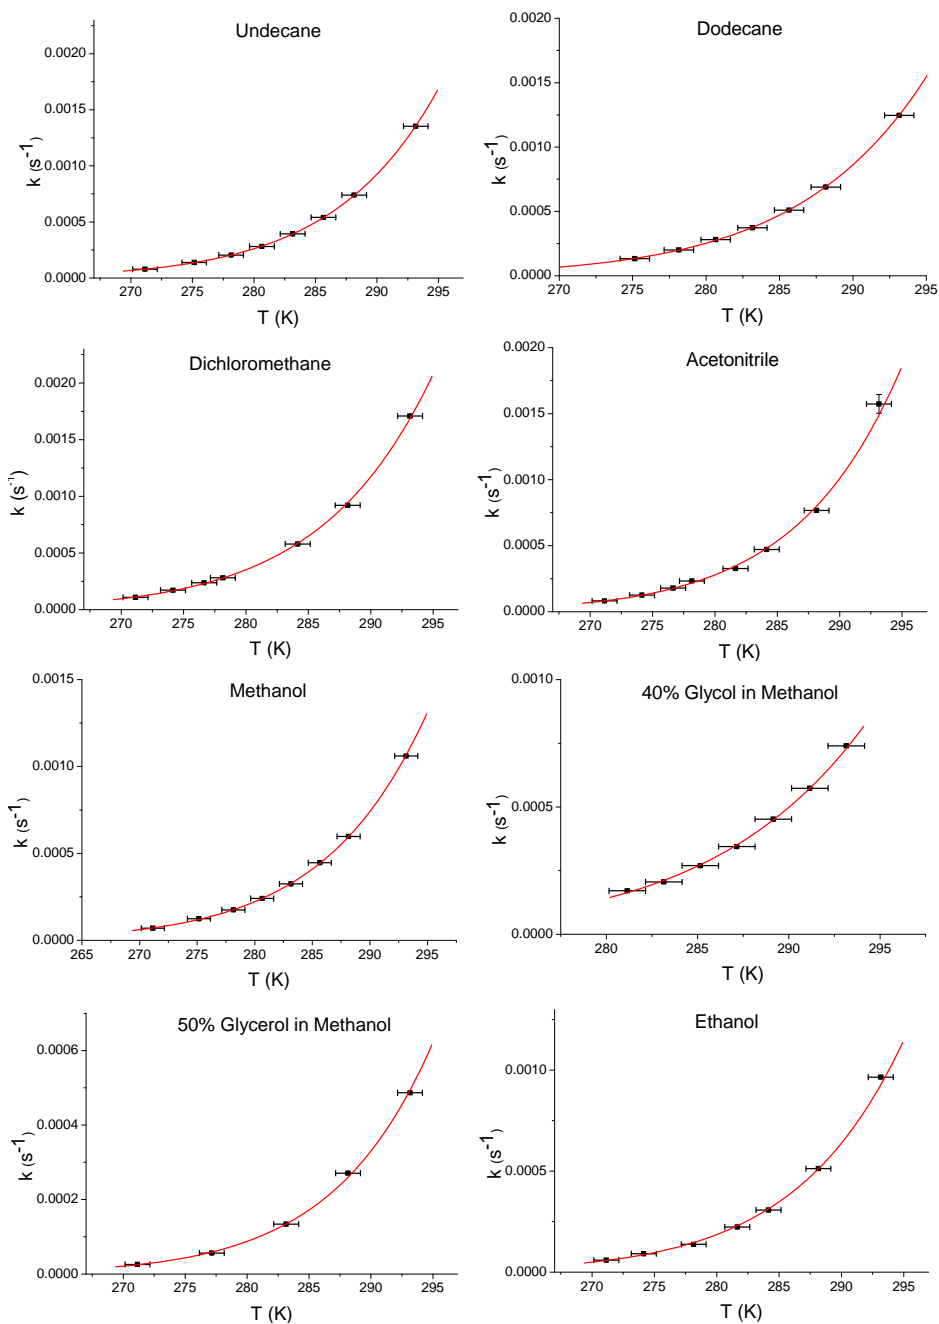 Undecane
0.0020
0.0015
0.0010
0.0005
0.0000
k (s-1)
270 275 280 285 290 295
T (K)
Dodecane
0.0020
0.0015
0.0010
0.0005
0.0000
k (s-1)
270 275 280 285 290 295
T (K)
Dichloromethane
0.0020
0.0015
0.0010
0.0005
0.0000
k (s-1)
270 275 280 285 290 295
T (K)
Acetonitrile
0.0020
0.0015
0.0010
0.0005
0.0000
k (s-1)
270 275 280 285 290 295
T (K)
Methanol
0.0015
0.0010
0.0005
0.0000
k (s-1)
265 270 275 280 285 290 295
T (K)
40% Glycol in Methanol
0.0010
0.0005
0.0000
k (s-1)
280 285 290 295
T (K)
50% Glycerol in Methanol
0.0006
0.0004
0.0002
0.0000
k (s-1)
270 275 280 285 290 295
T (K)
Ethanol
0.0010
0.0005
0.0000
k (s-1)
270 275 280 285 290 295
T (K)